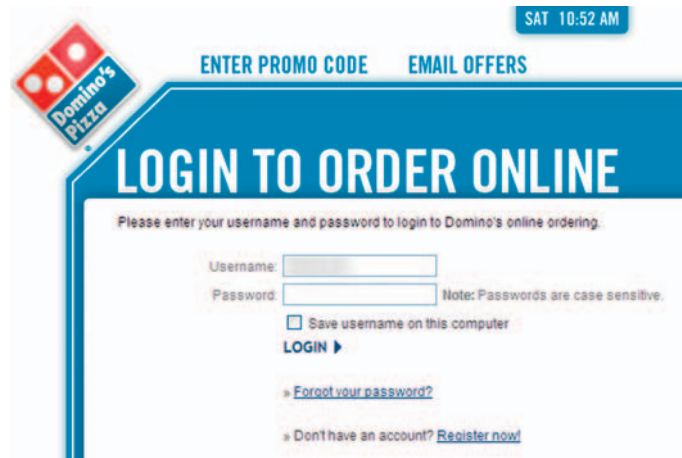 SAT 10:52 AM
ENTER PROMO CODE EMAIL OFFERS
Domino's
Pizza
LOGIN TO ORDER ONLINE
Please enter your username and password to login to Domino's online ordering.
Username:
Password: Note: Passwords are case sensitive.
Save username on this computer
LOGIN
» Forgot your password?
» Don't have an account? Register now!